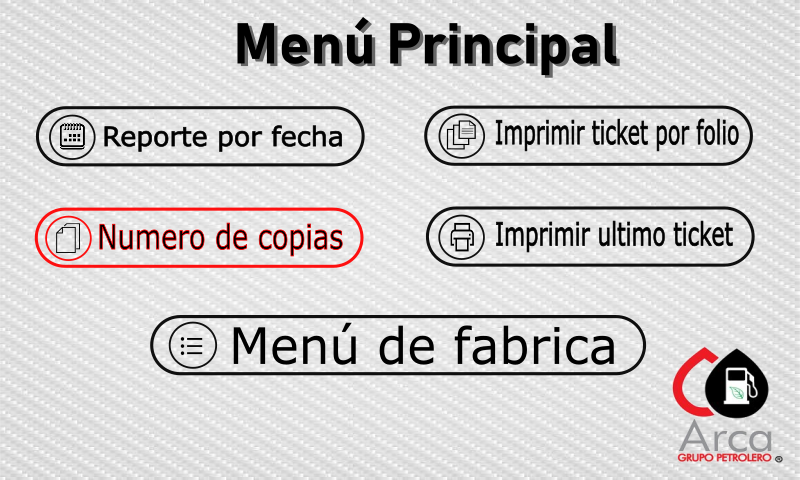 Menú Principal
Reporte por fecha
Imprimir ticket por folio
Numero de copias
Imprimir ultimo ticket
Menú de fabrica
Arca
GRUPO PETROLERO ®